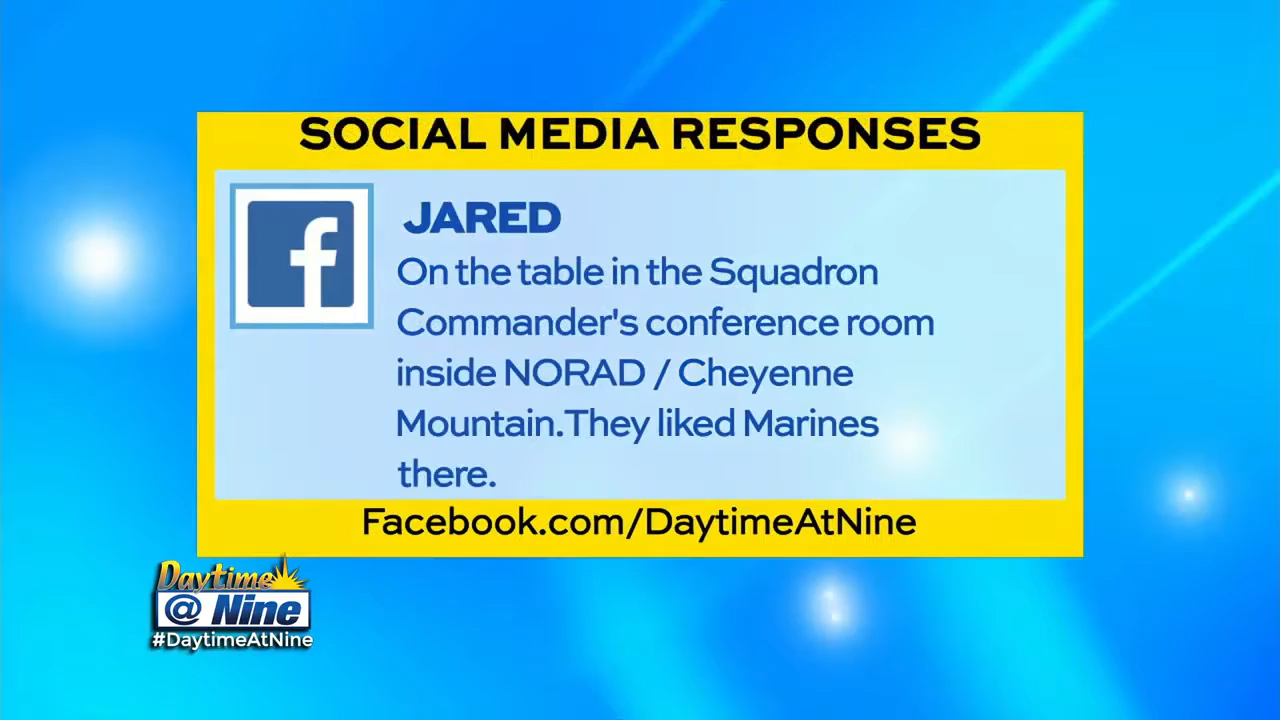 SOCIAL MEDIA RESPONSES
f
JARED
On the table in the Squadron
Commander's conference room
inside NORAD / Cheyenne
Mountain.They liked Marines
there.
Facebook.com/DaytimeAtNine
Daytime
@ Nine
#DaytimeAtNine